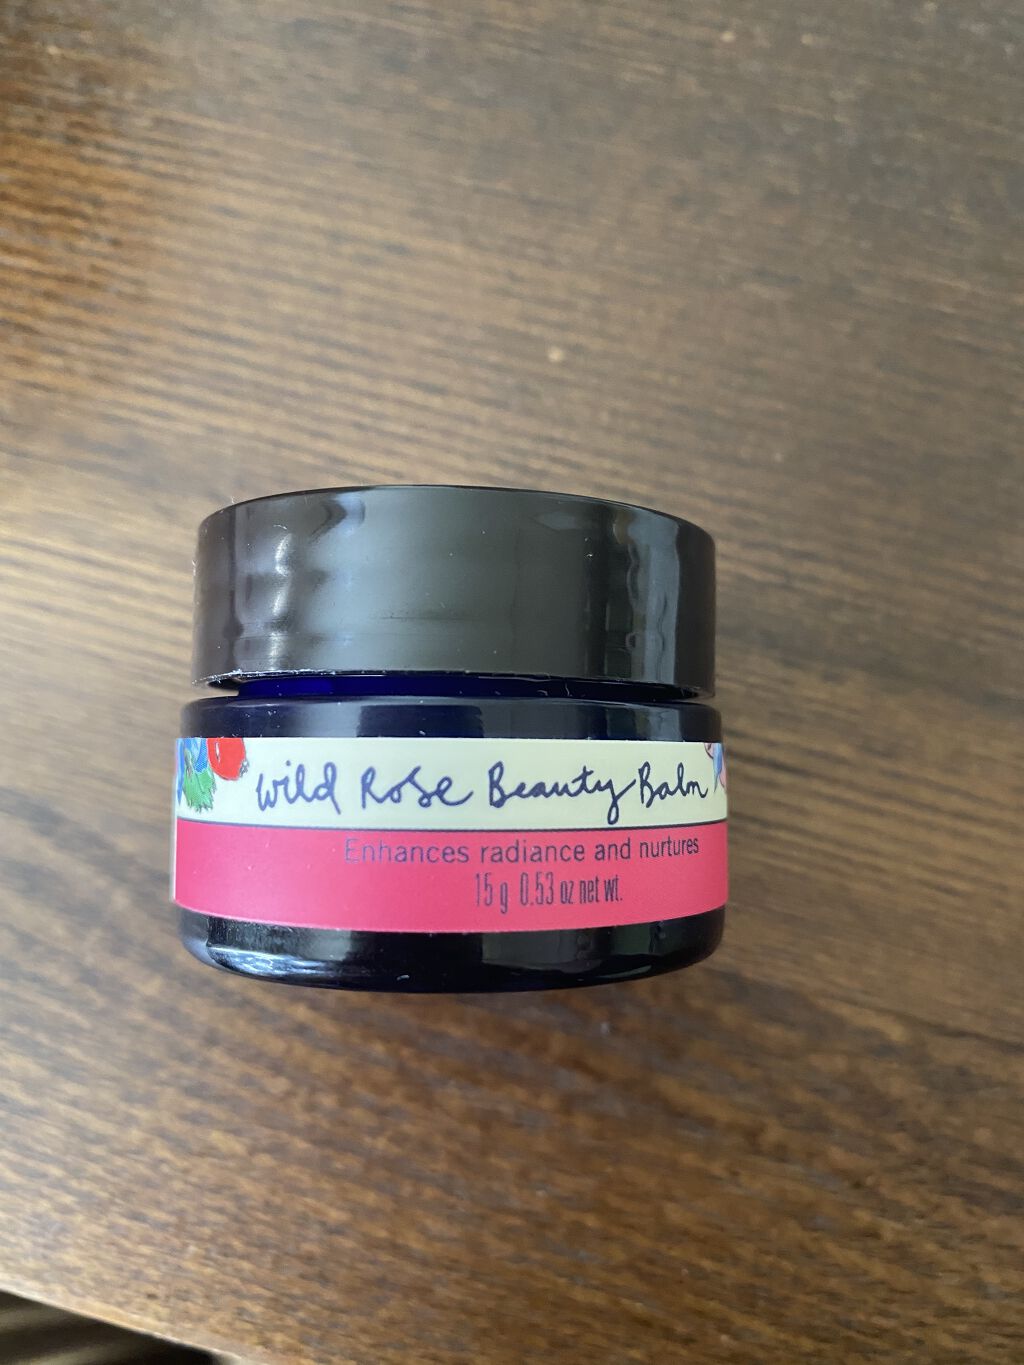 Wild Rose Beauty Balm
Enhances radiance and nurtures
15 g 0.53 oz net wt.